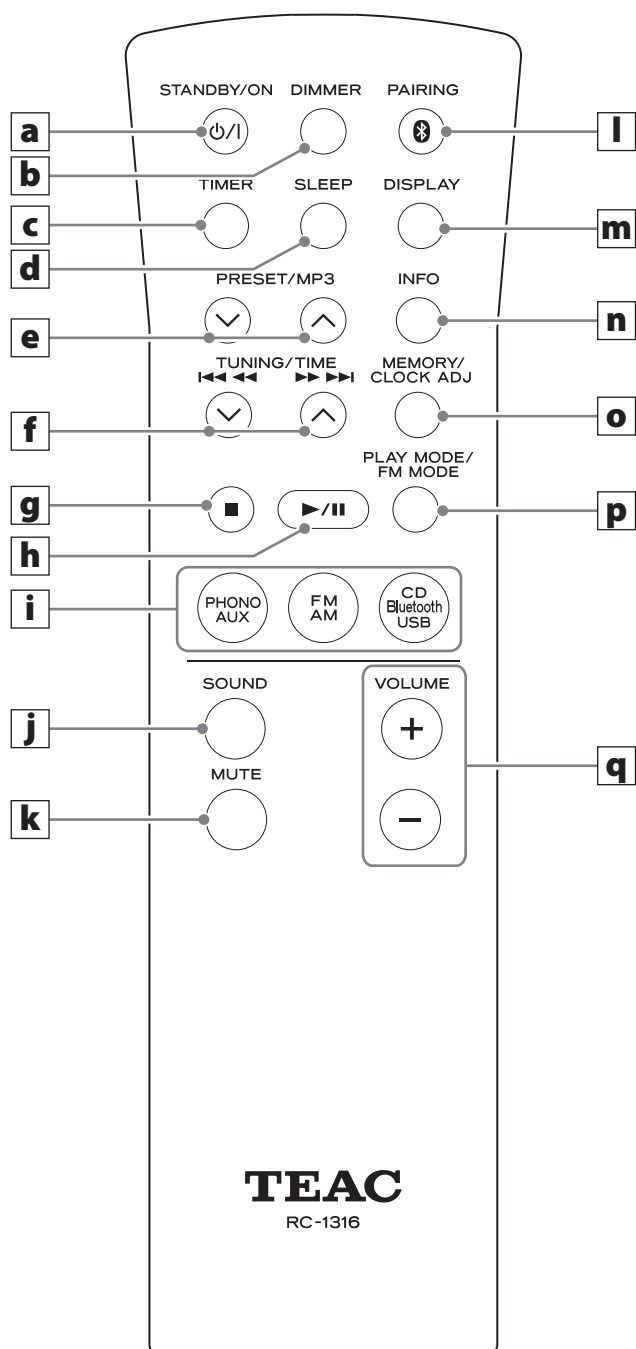 STANDBY/ON DIMMER PAIRING
a
⏻/I
l
b
TIMER SLEEP DISPLAY
c
m
d
PRESET/MP3 INFO
e
n
TUNING/TIME MEMORY/
CLOCK ADJ
f
o
PLAY MODE/
FM MODE
g
p
h
i
PHONO
AUX
FM
AM
CD
Bluetooth
USB
SOUND VOLUME
j
+
q
MUTE
k
−
TEAC
RC-1316